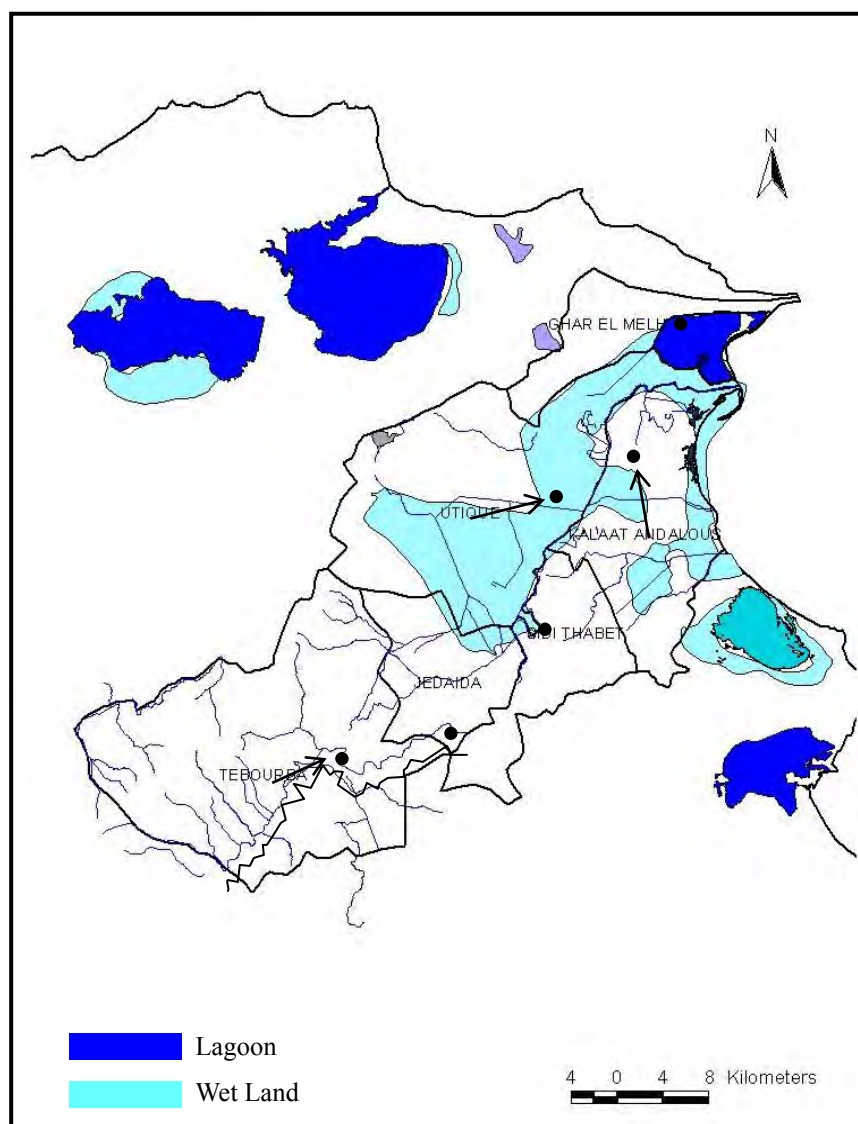 N
GHAR EL MELH
UTIQUE
KALAAT ANDALOUS
SIDI THABET
JEDAIDA
TEBOURBA
Lagoon
Wet Land
4 0 4 8 Kilometers